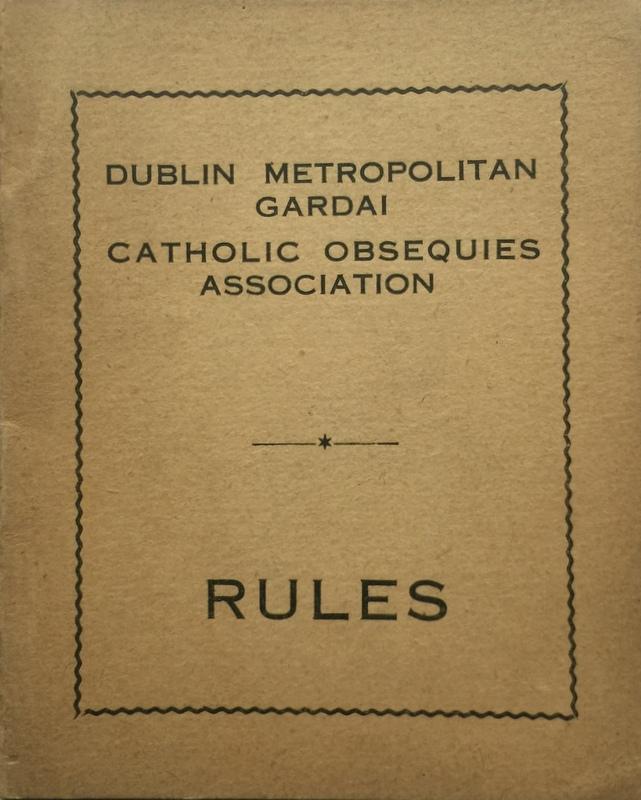 DUBLIN METROPOLITAN
GARDAI
CATHOLIC OBSEQUIES
ASSOCIATION
RULES